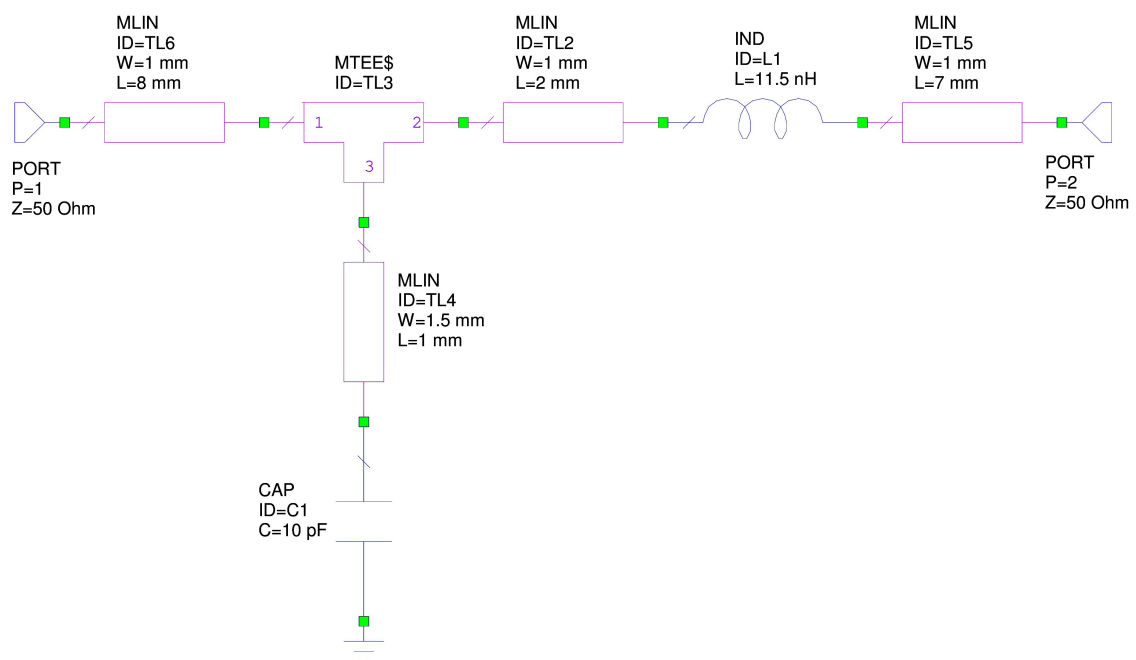 MLIN
ID=TL6
W=1 mm
L=8 mm
MTEE$
ID=TL3
MLIN
ID=TL2
W=1 mm
L=2 mm
IND
ID=L1
L=11.5 nH
MLIN
ID=TL5
W=1 mm
L=7 mm
1
2
3
PORT
P=1
Z=50 Ohm
PORT
P=2
Z=50 Ohm
MLIN
ID=TL4
W=1.5 mm
L=1 mm
CAP
ID=C1
C=10 pF